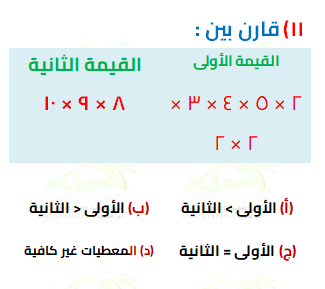 ١١) قارن بين :
القيمة الأولى القيمة الثانية
٢ × ٥ × ٤ × ٣ × ٨ × ٩ × ١٠
٢ × ٢
(أ) الأولى > الثانية (ب) الأولى < الثانية
(ج) الأولى = الثانية (د) المعطيات غير كافية